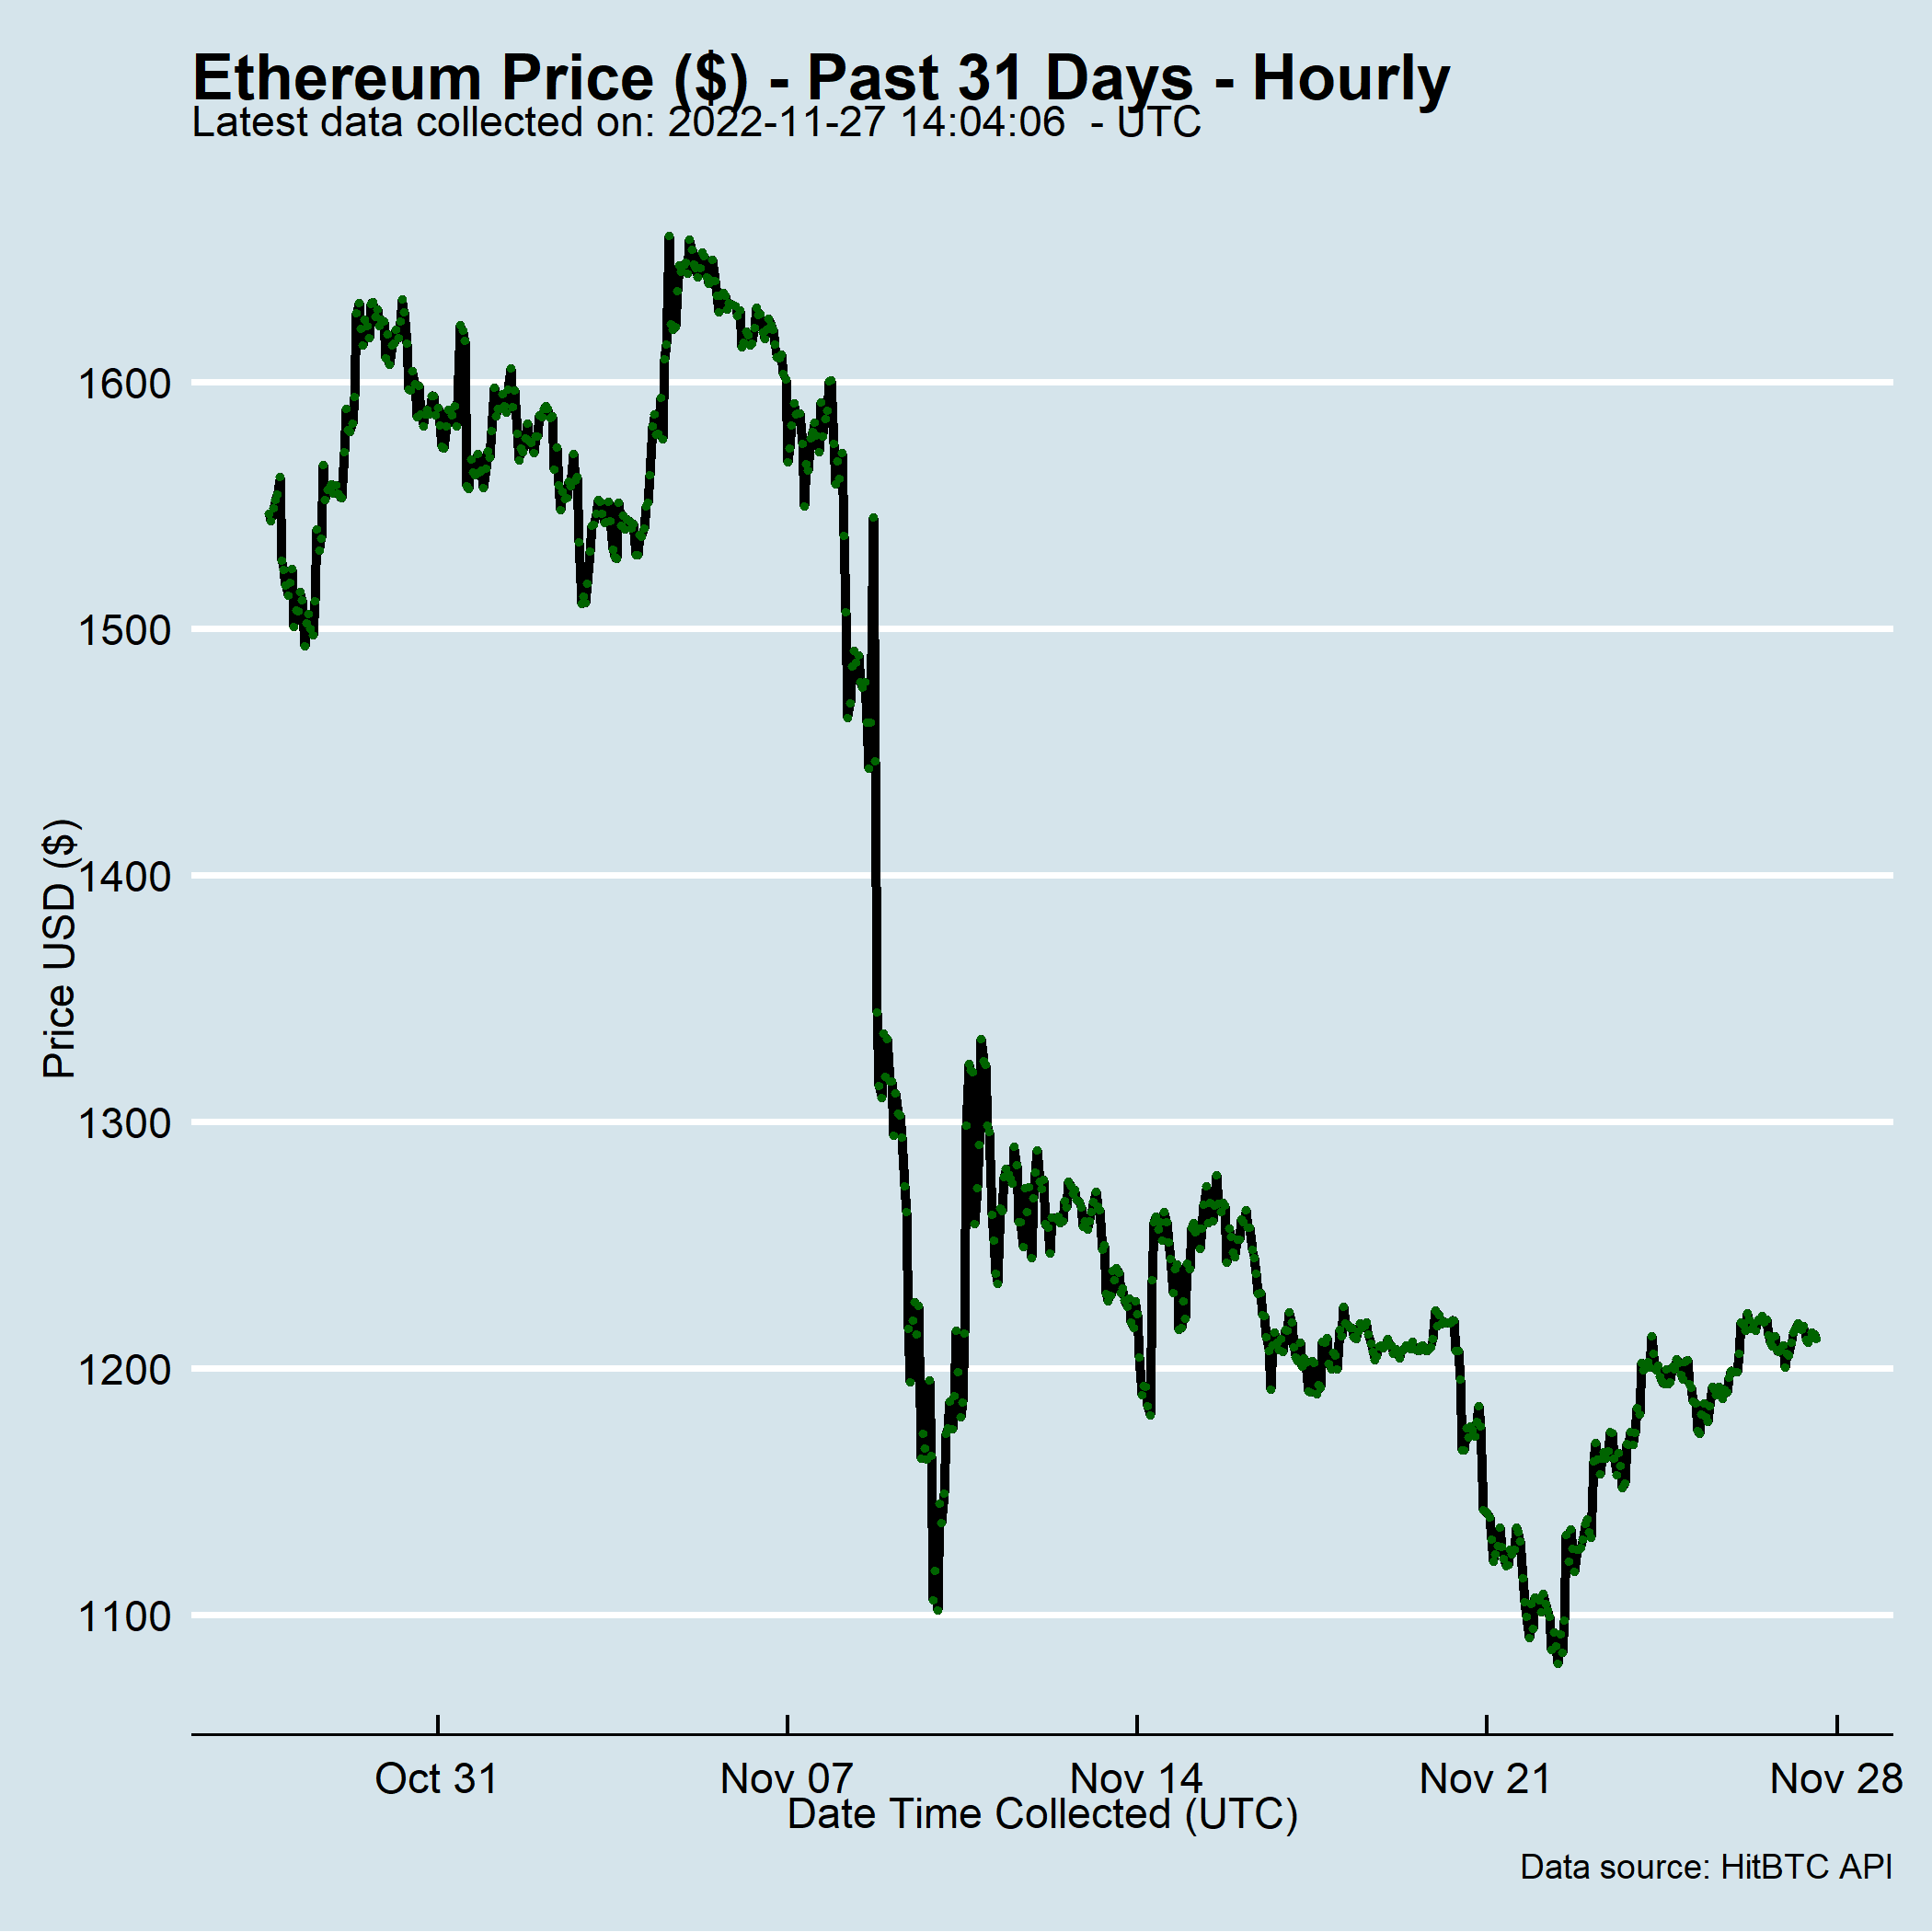 Ethereum Price ($) - Past 31 Days - Hourly
Latest data collected on: 2022-11-27 14:04:06  - UTC
Price USD ($)
1600
1500
1400
1300
1200
1100
Oct 31
Nov 07
Nov 14
Nov 21
Nov 28
Date Time Collected (UTC)
Data source: HitBTC API